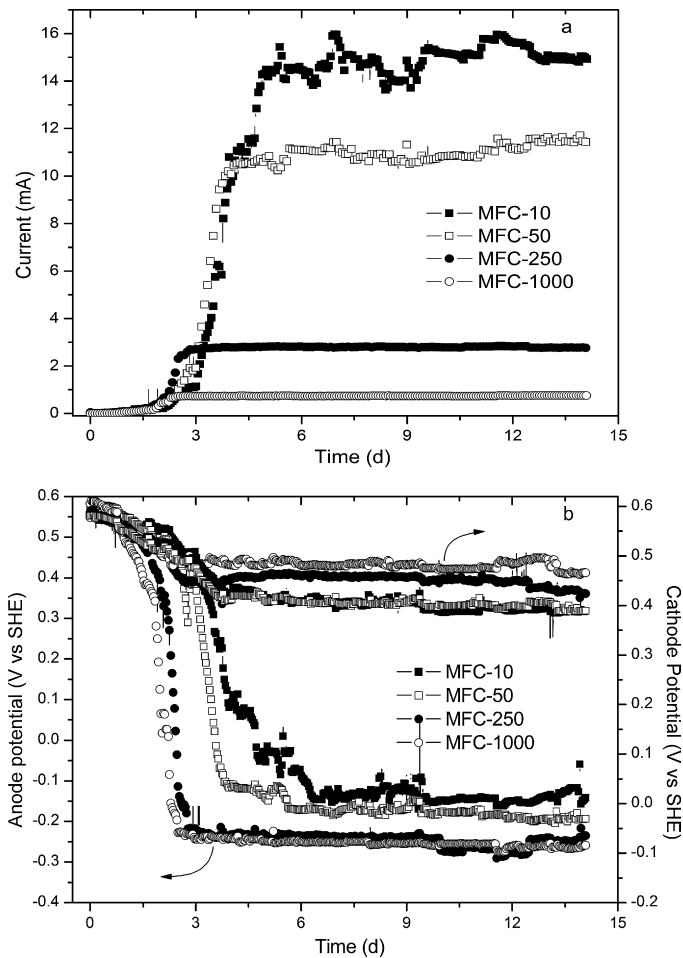 a
16
14
12
10
8
6
4
2
0
Current (mA)
MFC-10
MFC-50
MFC-250
MFC-1000
0 3 6 9 12 15
Time (d)
b
0.6
0.5
0.4
0.3
0.2
0.1
0.0
-0.1
-0.2
-0.3
-0.4
Anode potential (V vs SHE)
MFC-10
MFC-50
MFC-250
MFC-1000
0.6
0.5
0.4
0.3
0.2
0.1
0.0
-0.1
-0.2
Cathode Potential (V vs SHE)
0 3 6 9 12 15
Time (d)